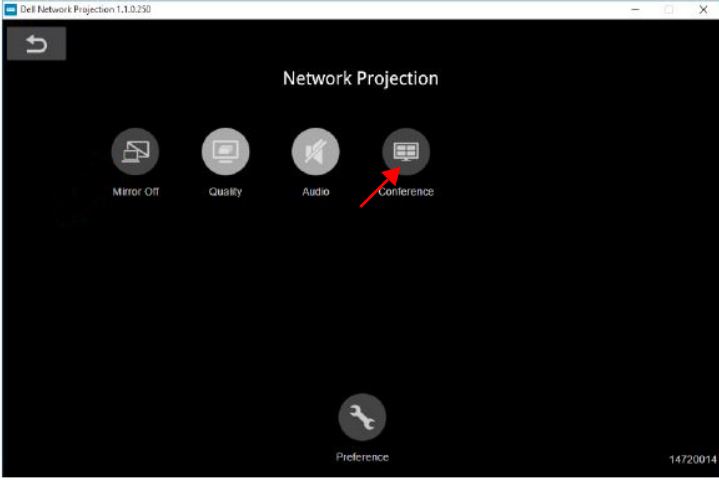 Dell Network Projection 1.1.0.250
Network Projection
Mirror Off
Quality
Audio
Conference
Preference
14720014